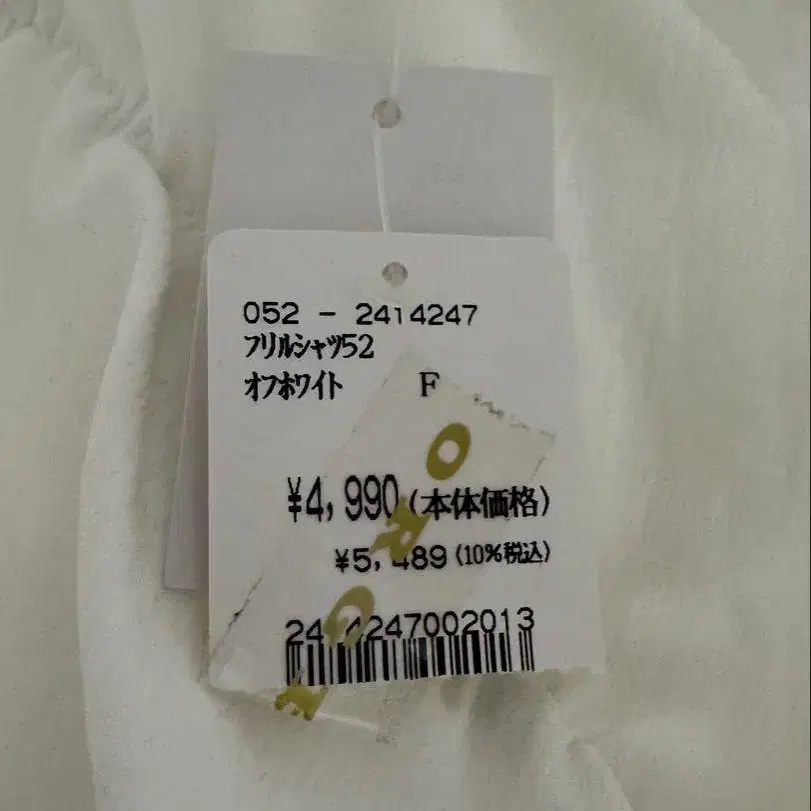 052 - 2414247
フリルシャツ52
オフホワイト F
¥4,990(本体価格)
¥5,489(10%税込)
2414247002013